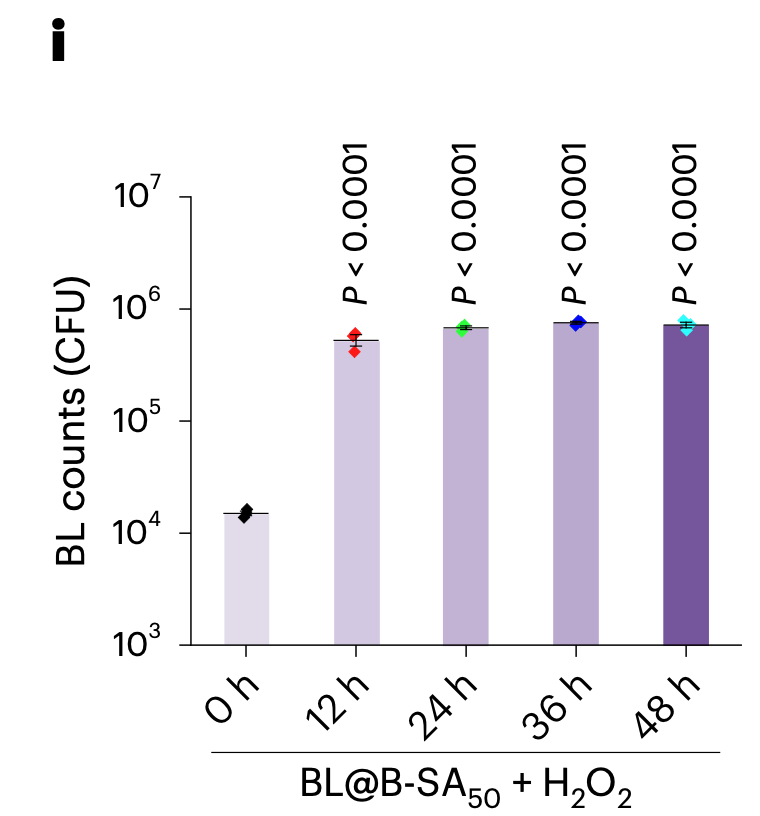 i
P < 0.0001
P < 0.0001
P < 0.0001
P < 0.0001
BL counts (CFU)
10⁷
10⁶
10⁵
10⁴
10³
0 h
12 h
24 h
36 h
48 h
BL@B-SA₅₀ + H₂O₂